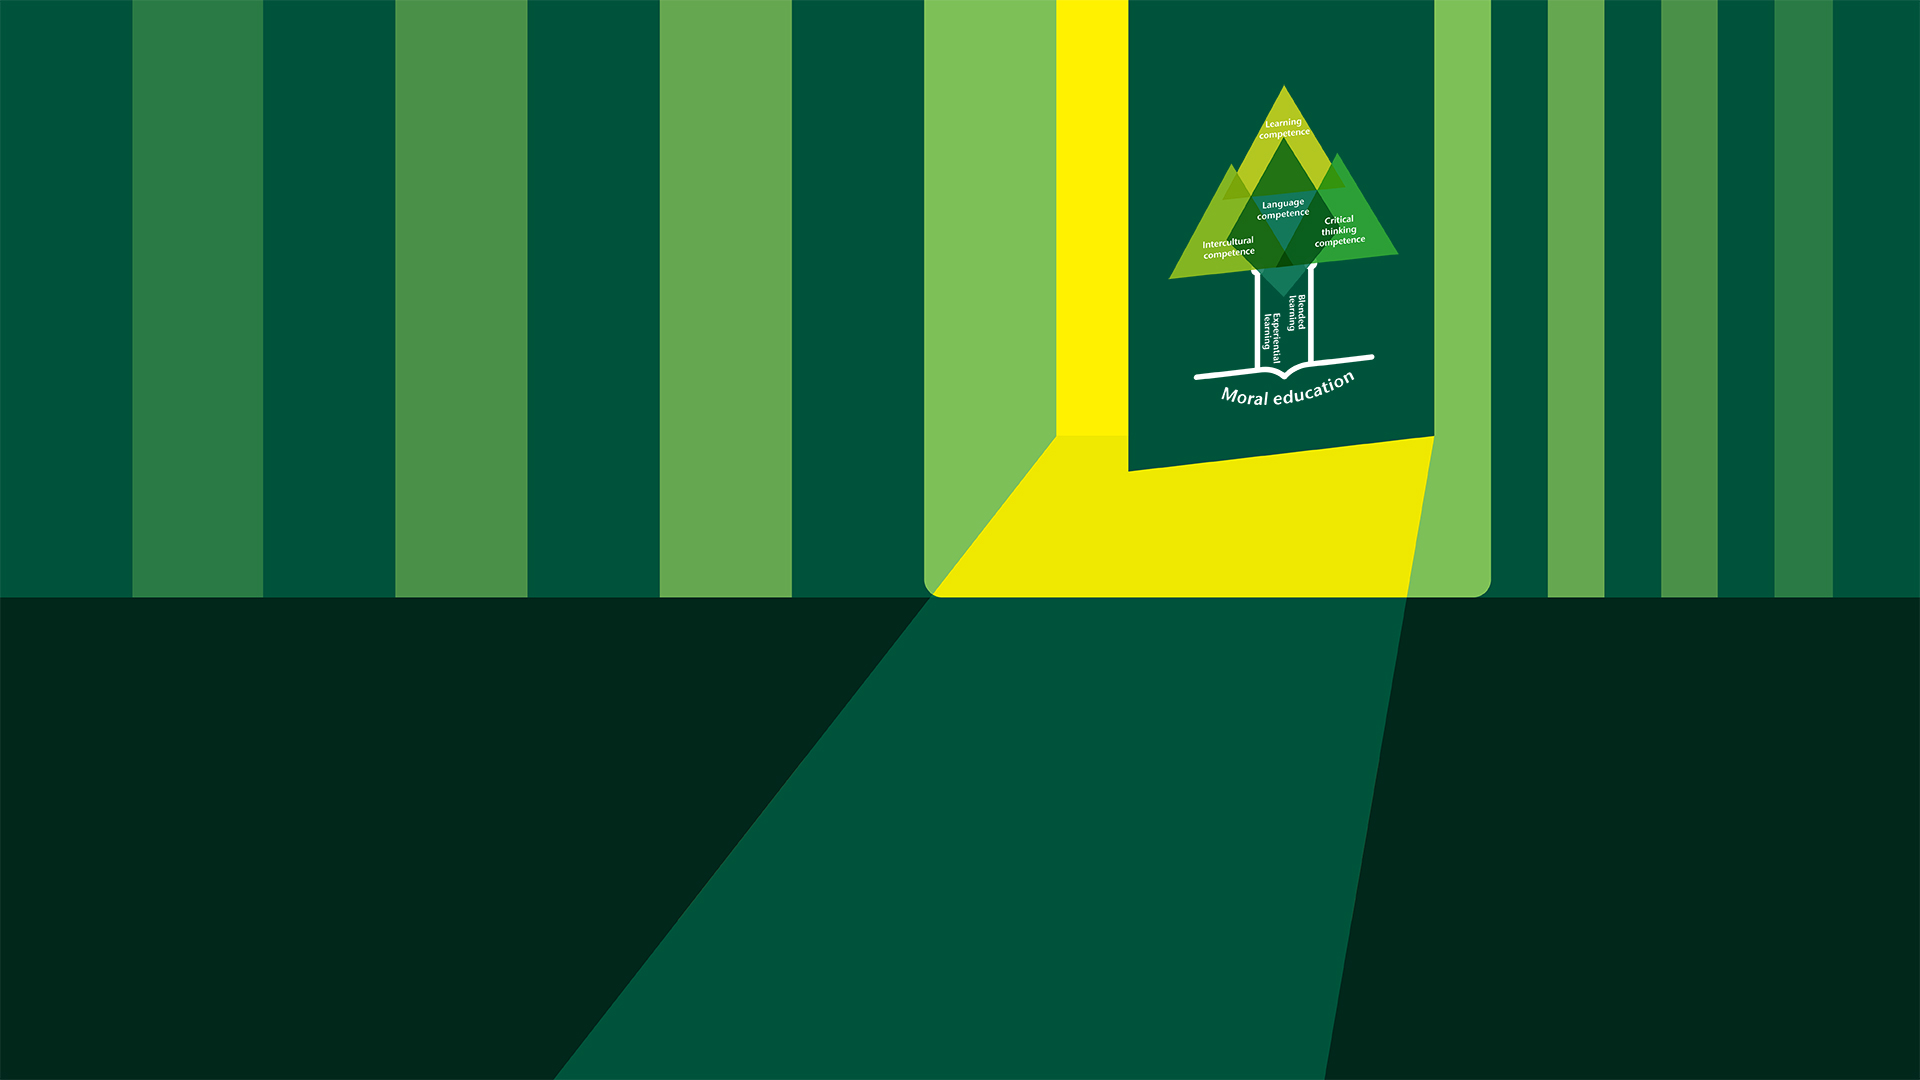 Learning
competence
Language
competence
Critical
thinking
competence
Intercultural
competence
Blended
learning
Experiential
learning
Moral education